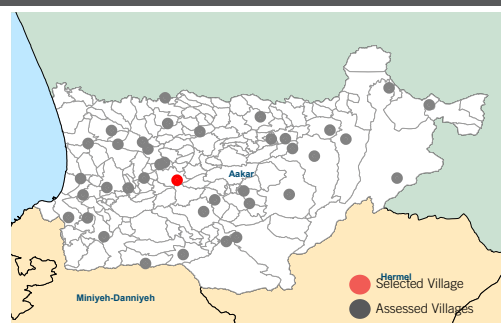 Aakar
Hermel
Selected Village
Miniyeh-Danniyeh
Assessed Villages